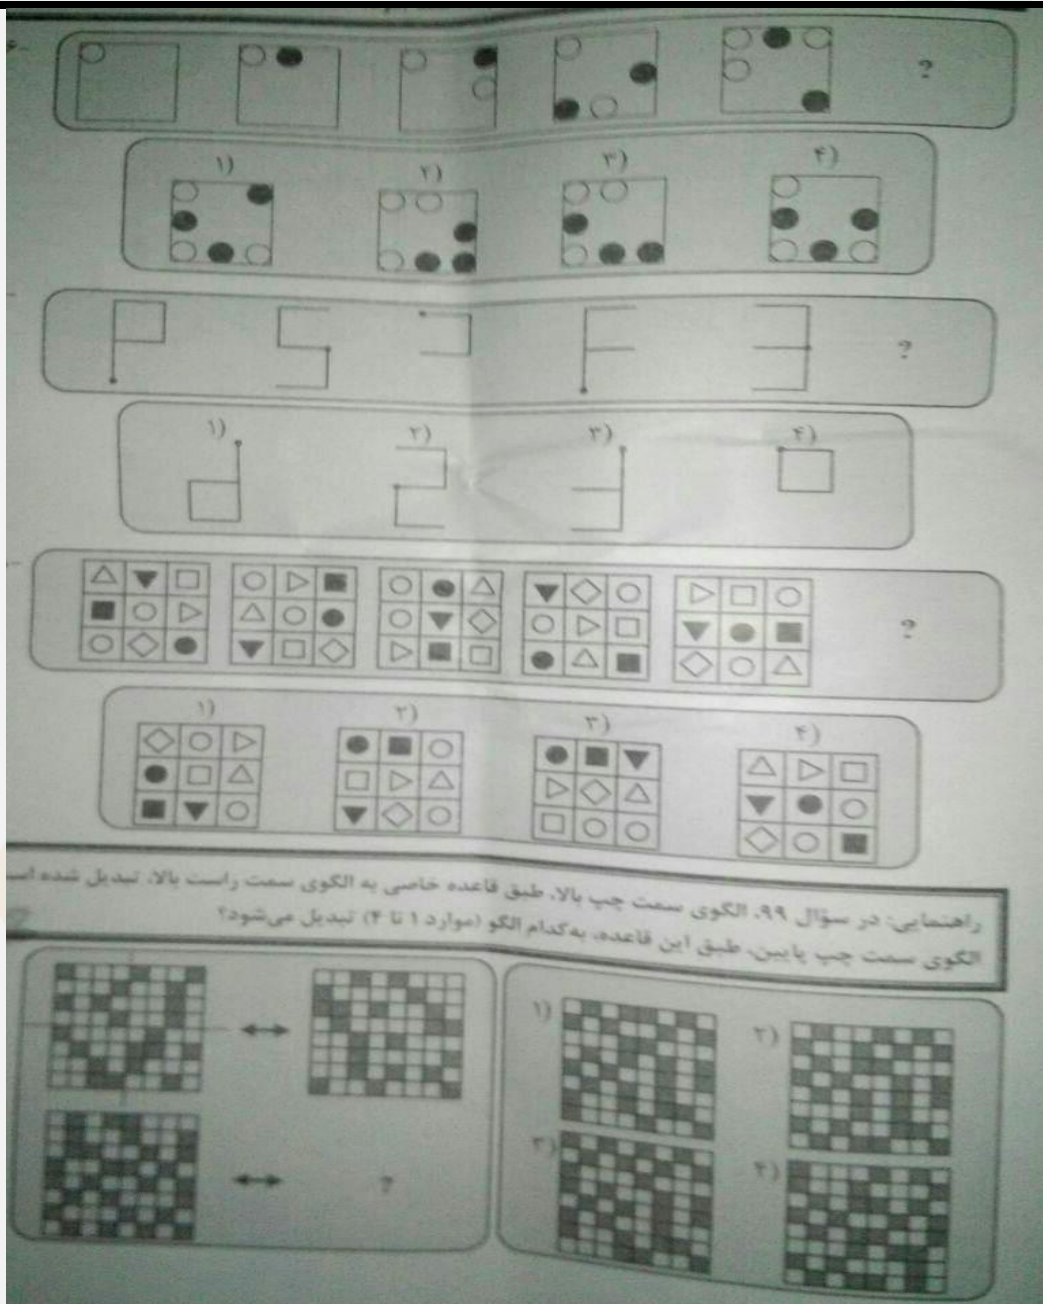 ?
۱) ۲) ۳) ۴)
?
۱) ۲) ۳) ۴)
?
۱) ۲) ۳) ۴)
راهنمایی: در سؤال ۹۹، الگوی سمت چپ بالا، طبق قاعده خاصی به الگوی سمت راست بالا، تبدیل شده
الگوی سمت چپ پایین، طبق این قاعده، به‌کدام الگو (موارد ۱ تا ۴) تبدیل می‌شود؟
۱) ۲)
?
۳) ۴)